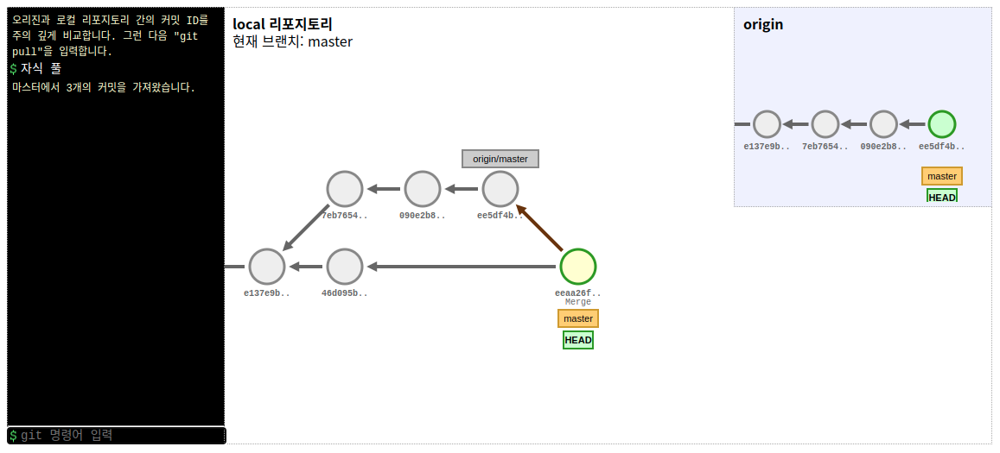 오리진과 로컬 리포지토리 간의 커밋 ID를
주의 깊게 비교합니다. 그런 다음 "git
pull"을 입력합니다.
$ 자식 풀
마스터에서 3개의 커밋을 가져왔습니다.
$ git 명령어 입력
local 리포지토리
현재 브랜치: master
origin/master
7eb7654..
090e2b8..
ee5df4b..
e137e9b..
46d095b..
eeaa26f..
Merge
master
HEAD
origin
e137e9b..
7eb7654..
090e2b8..
ee5df4b..
master
HEAD